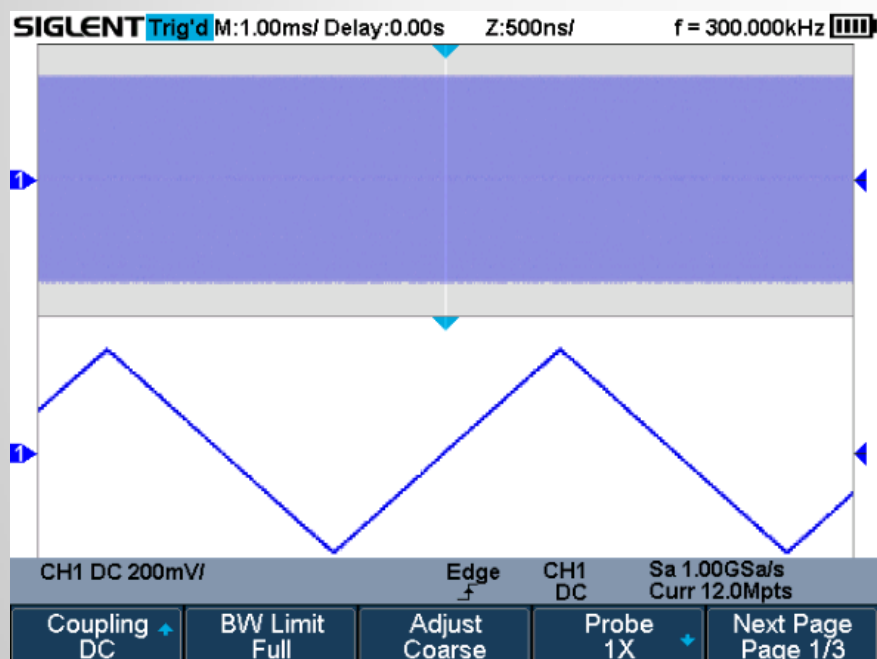 SIGLENT Trig'd M:1.00ms/ Delay:0.00s Z:500ns/ f = 300.000kHz
1
1
CH1 DC 200mV/ Edge CH1 Sa 1.00GSa/s
DC Curr 12.0Mpts
Coupling BW Limit Adjust Probe Next Page
DC Full Coarse 1X Page 1/3